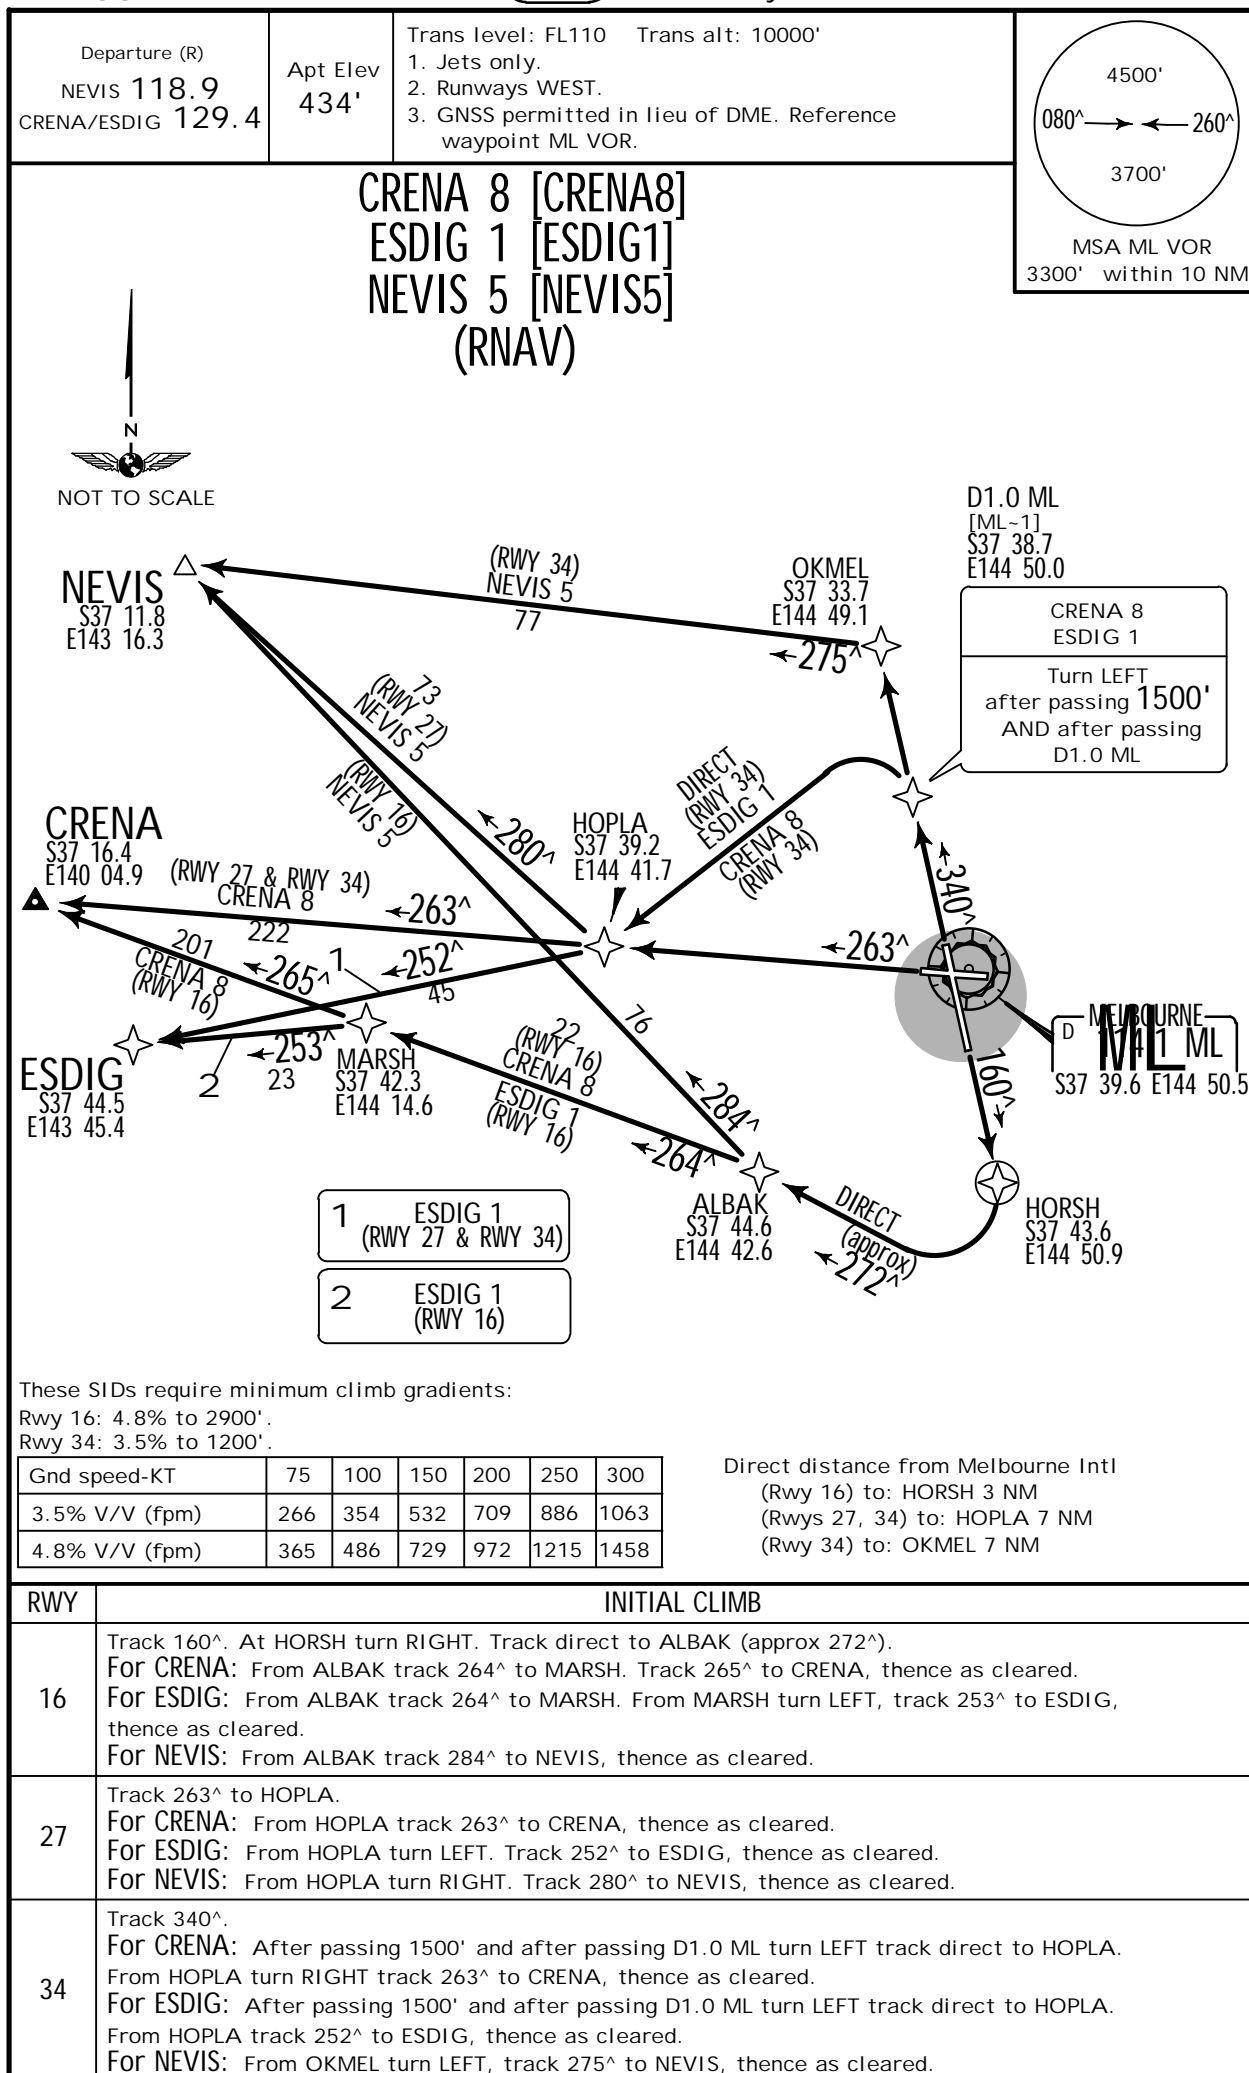 Departure (R)
NEVIS 118.9
CRENA/ESDIG 129.4
Apt Elev
434'
Trans level: FL110 Trans alt: 10000'
1. Jets only.
2. Runways WEST.
3. GNSS permitted in lieu of DME. Reference
waypoint ML VOR.
4500'
080^ 260^
3700'
MSA ML VOR
3300' within 10 NM
CRENA 8 [CRENA8]
ESDIG 1 [ESDIG1]
NEVIS 5 [NEVIS5]
(RNAV)
N
NOT TO SCALE
D1.0 ML
[ML~1]
S37 38.7
E144 50.0
CRENA 8
ESDIG 1
Turn LEFT
after passing 1500'
AND after passing
D1.0 ML
NEVIS
S37 11.8
E143 16.3
(RWY 34)
NEVIS 5
77
OKMEL
S37 33.7
E144 49.1
275^
73
(RWY 27)
NEVIS 5
(RWY 16)
NEVIS 5
280^
DIRECT
(RWY 34)
ESDIG 1
CRENA 8
(RWY 34)
HOPLA
S37 39.2
E144 41.7
CRENA
S37 16.4
E140 04.9
(RWY 27 & RWY 34)
CRENA 8
222
263^
340^
263^
201
CRENA 8
(RWY 16)
265^
1
252^
45
MELBOURNE
D 114.1 ML
ML
S37 39.6 E144 50.5
160^
ESDIG
S37 44.5
E143 45.4
2
253^
23
MARSH
S37 42.3
E144 14.6
22
(RWY 16)
CRENA 8
ESDIG 1
(RWY 16)
76
284^
264^
ALBAK
S37 44.6
E144 42.6
DIRECT
(approx)
272^
HORSH
S37 43.6
E144 50.9
1 ESDIG 1
(RWY 27 & RWY 34)
2 ESDIG 1
(RWY 16)
These SIDs require minimum climb gradients:
Rwy 16: 4.8% to 2900'.
Rwy 34: 3.5% to 1200'.
Gnd speed-KT 75 100 150 200 250 300
3.5% V/V (fpm) 266 354 532 709 886 1063
4.8% V/V (fpm) 365 486 729 972 1215 1458
Direct distance from Melbourne Intl
(Rwy 16) to: HORSH 3 NM
(Rwys 27, 34) to: HOPLA 7 NM
(Rwy 34) to: OKMEL 7 NM
RWY INITIAL CLIMB
16
Track 160^. At HORSH turn RIGHT. Track direct to ALBAK (approx 272^).
For CRENA: From ALBAK track 264^ to MARSH. Track 265^ to CRENA, thence as cleared.
For ESDIG: From ALBAK track 264^ to MARSH. From MARSH turn LEFT, track 253^ to ESDIG,
thence as cleared.
For NEVIS: From ALBAK track 284^ to NEVIS, thence as cleared.
27
Track 263^ to HOPLA.
For CRENA: From HOPLA track 263^ to CRENA, thence as cleared.
For ESDIG: From HOPLA turn LEFT. Track 252^ to ESDIG, thence as cleared.
For NEVIS: From HOPLA turn RIGHT. Track 280^ to NEVIS, thence as cleared.
34
Track 340^.
For CRENA: After passing 1500' and after passing D1.0 ML turn LEFT track direct to HOPLA.
From HOPLA turn RIGHT track 263^ to CRENA, thence as cleared.
For ESDIG: After passing 1500' and after passing D1.0 ML turn LEFT track direct to HOPLA.
From HOPLA track 252^ to ESDIG, thence as cleared.
For NEVIS: From OKMEL turn LEFT, track 275^ to NEVIS, thence as cleared.